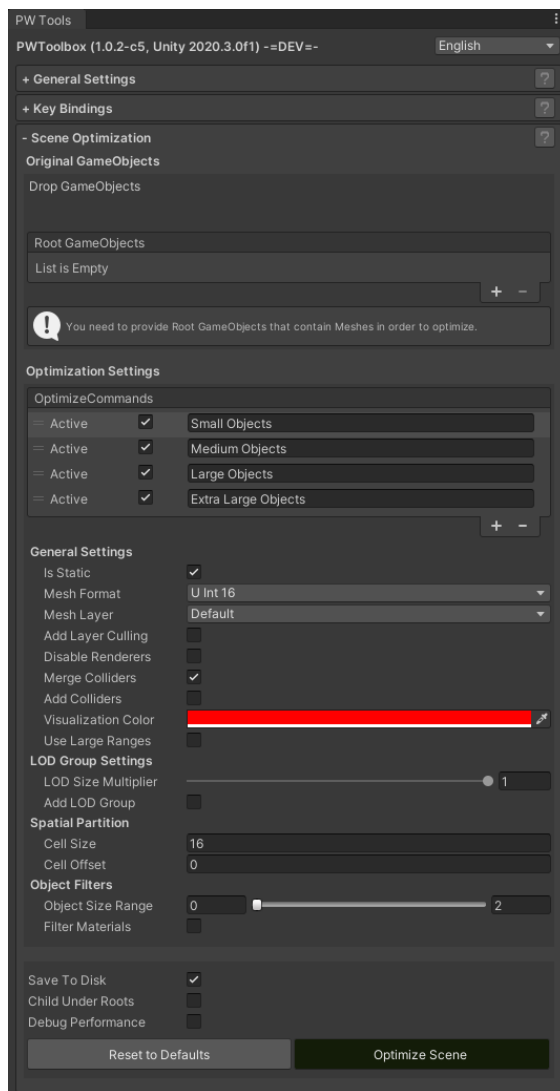 PW Tools
PWToolbox (1.0.2-c5, Unity 2020.3.0f1) -=DEV=- English
+ General Settings ?
+ Key Bindings ?
- Scene Optimization ?
Original GameObjects
Drop GameObjects
Root GameObjects
List is Empty
+ -
You need to provide Root GameObjects that contain Meshes in order to optimize.
Optimization Settings
OptimizeCommands
Active Small Objects
Active Medium Objects
Active Large Objects
Active Extra Large Objects
+ -
General Settings
Is Static
Mesh Format U Int 16
Mesh Layer Default
Add Layer Culling
Disable Renderers
Merge Colliders
Add Colliders
Visualization Color
Use Large Ranges
LOD Group Settings
LOD Size Multiplier 1
Add LOD Group
Spatial Partition
Cell Size 16
Cell Offset 0
Object Filters
Object Size Range 0 2
Filter Materials
Save To Disk
Child Under Roots
Debug Performance
Reset to Defaults Optimize Scene